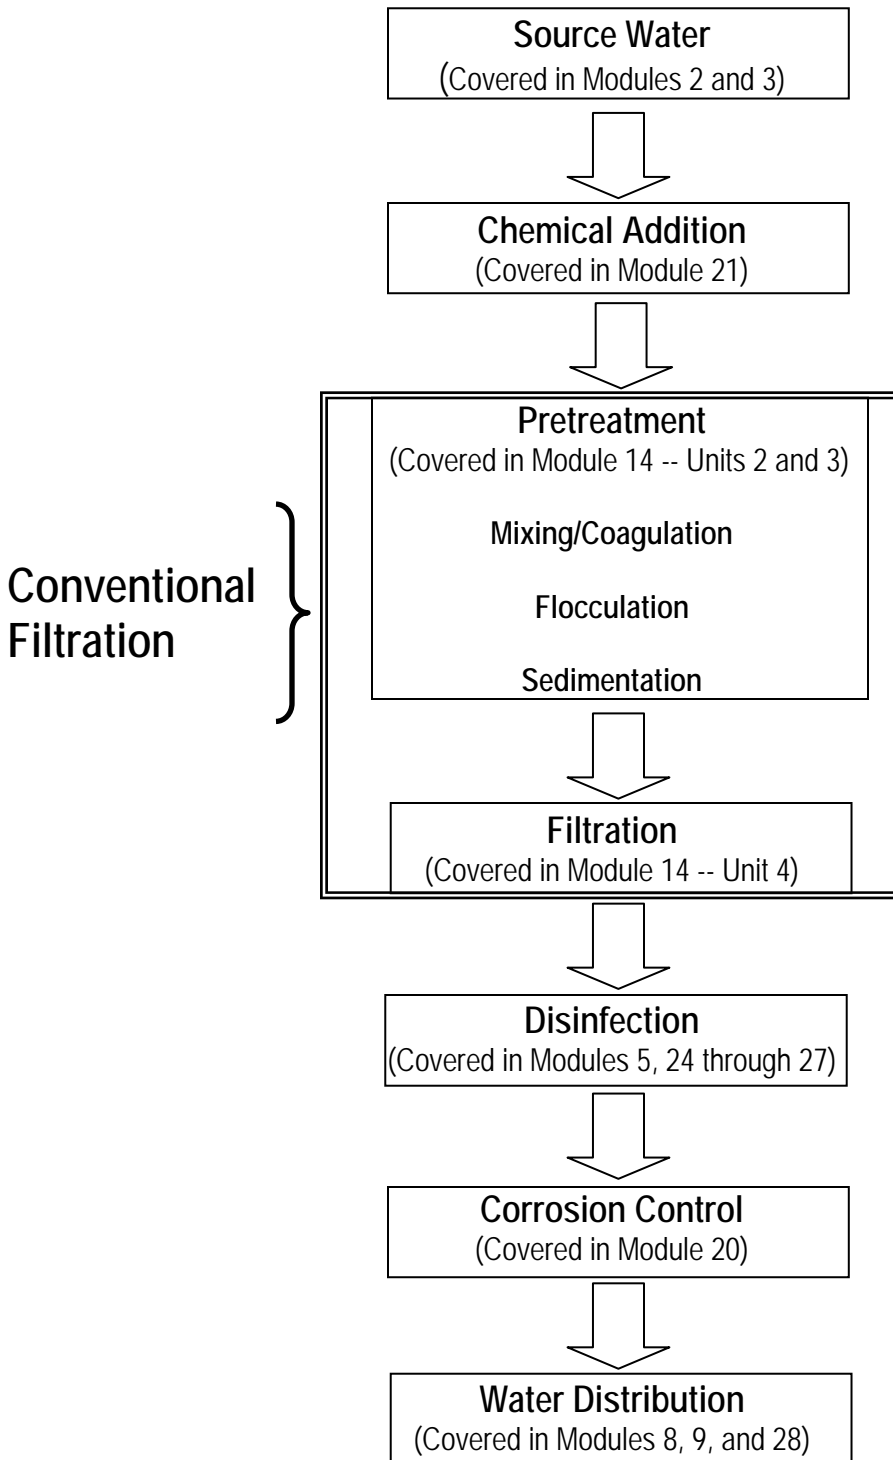 Source Water
(Covered in Modules 2 and 3)
Chemical Addition
(Covered in Module 21)
Pretreatment
(Covered in Module 14 -- Units 2 and 3)
Mixing/Coagulation
Flocculation
Sedimentation
Conventional
Filtration
Filtration
(Covered in Module 14 -- Unit 4)
Disinfection
(Covered in Modules 5, 24 through 27)
Corrosion Control
(Covered in Module 20)
Water Distribution
(Covered in Modules 8, 9, and 28)